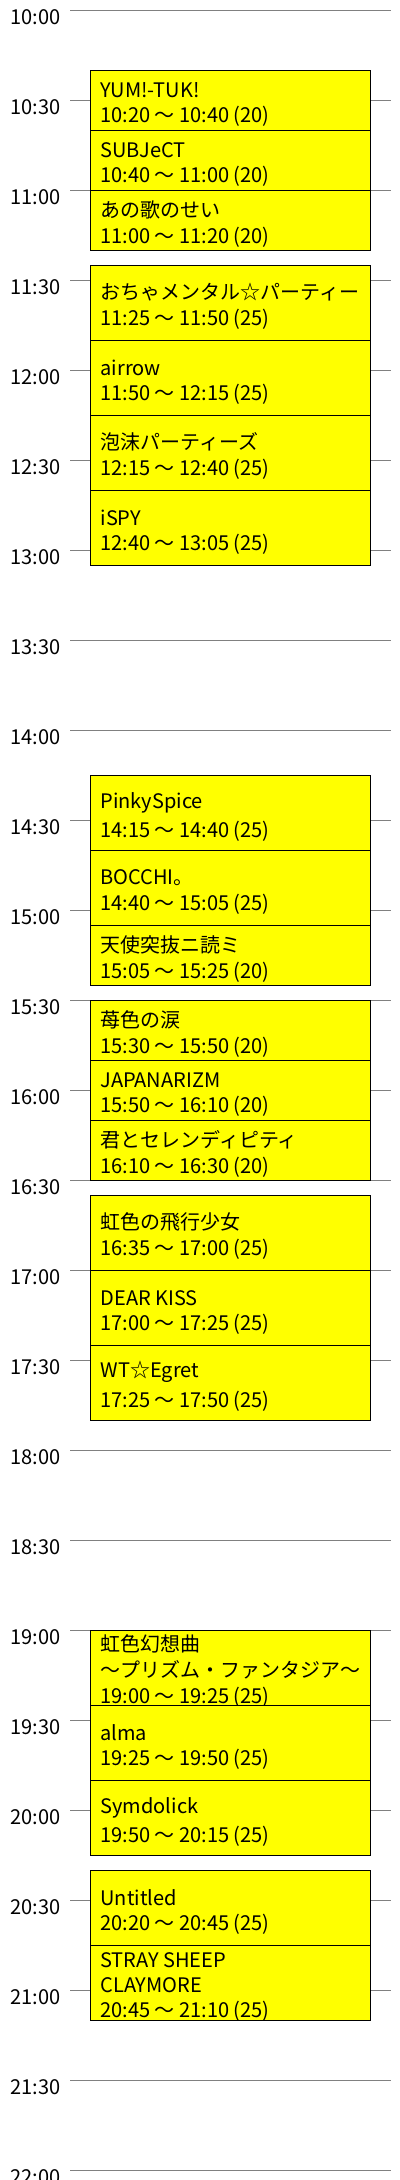 10:00
YUM!-TUK!
10:20 〜 10:40 (20)
10:30
SUBJeCT
10:40 〜 11:00 (20)
11:00
あの歌のせい
11:00 〜 11:20 (20)
11:30
おちゃメンタル☆パーティー
11:25 〜 11:50 (25)
airrow
12:00
11:50 〜 12:15 (25)
泡沫パーティーズ
12:30
12:15 〜 12:40 (25)
iSPY
12:40 〜 13:05 (25)
13:00
13:30
14:00
PinkySpice
14:30
14:15 〜 14:40 (25)
BOCCHI。
14:40 〜 15:05 (25)
15:00
天使突抜ニ読ミ
15:05 〜 15:25 (20)
15:30
苺色の涙
15:30 〜 15:50 (20)
JAPANARIZM
16:00
15:50 〜 16:10 (20)
君とセレンディピティ
16:10 〜 16:30 (20)
16:30
虹色の飛行少女
16:35 〜 17:00 (25)
17:00
DEAR KISS
17:00 〜 17:25 (25)
17:30
WT☆Egret
17:25 〜 17:50 (25)
18:00
18:30
19:00
虹色幻想曲
〜プリズム・ファンタジア〜
19:00 〜 19:25 (25)
19:30
alma
19:25 〜 19:50 (25)
Symdolick
20:00
19:50 〜 20:15 (25)
Untitled
20:30
20:20 〜 20:45 (25)
STRAY SHEEP
CLAYMORE
21:00
20:45 〜 21:10 (25)
21:30
22:00